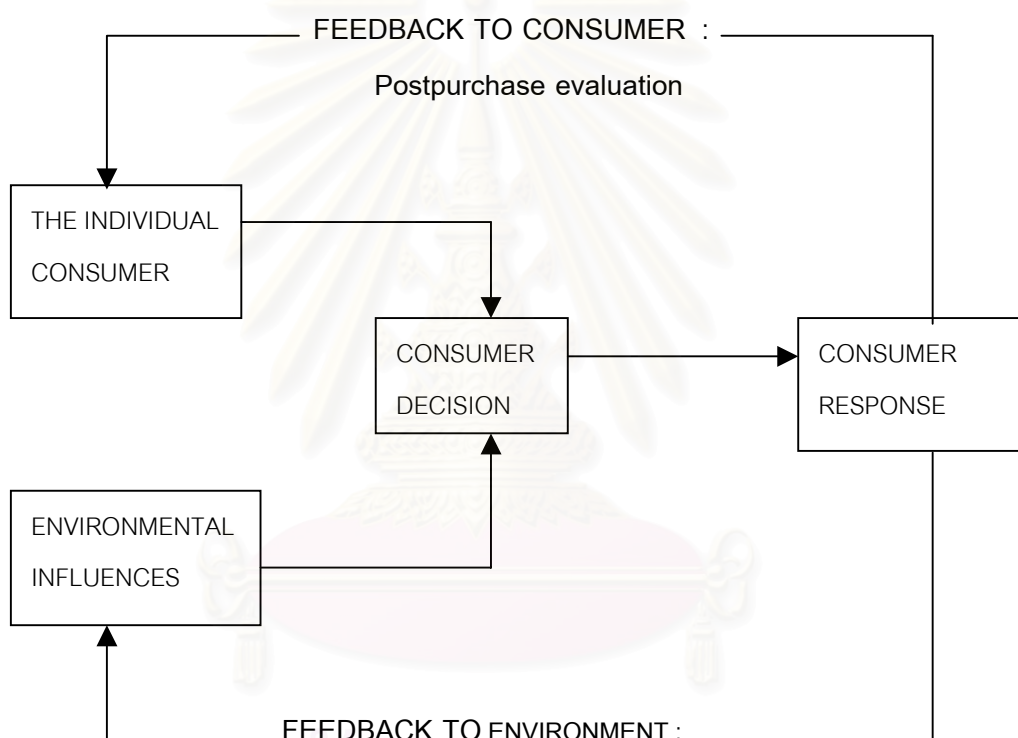 FEEDBACK TO CONSUMER :
Postpurchase evaluation
THE INDIVIDUAL
CONSUMER
CONSUMER
DECISION
CONSUMER
RESPONSE
ENVIRONMENTAL
INFLUENCES
FEEDBACK TO ENVIRONMENT :